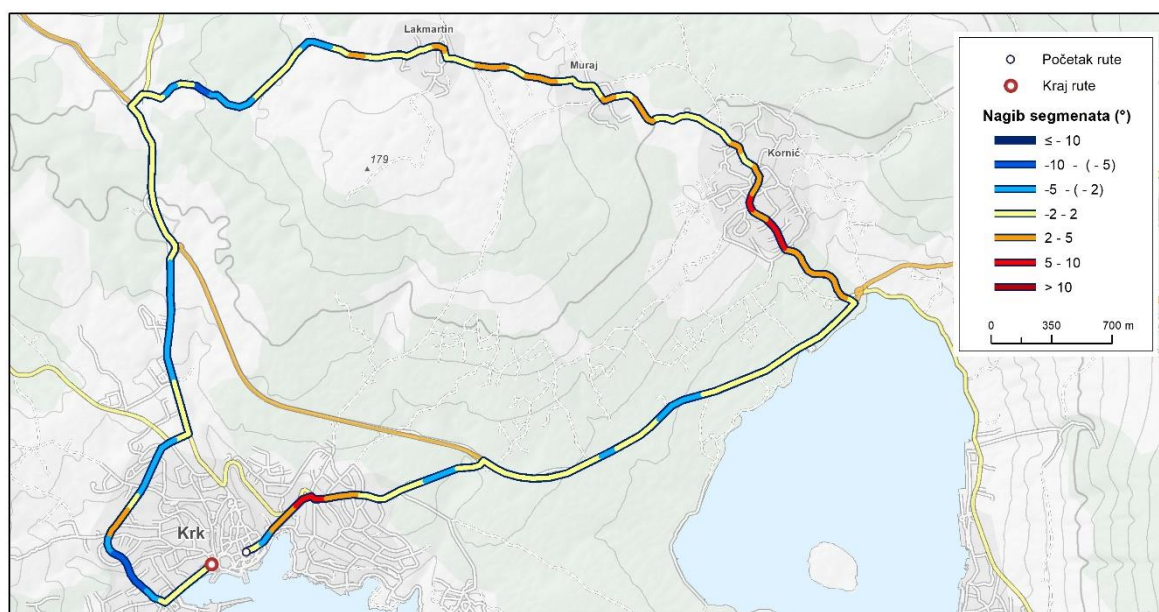 Lakmartin
Muraj
179
Kornić
Krk
Početak rute
Kraj rute
Nagib segmenata (°)
≤ - 10
-10 - ( - 5)
-5 - ( - 2)
-2 - 2
2 - 5
5 - 10
> 10
0 350 700 m